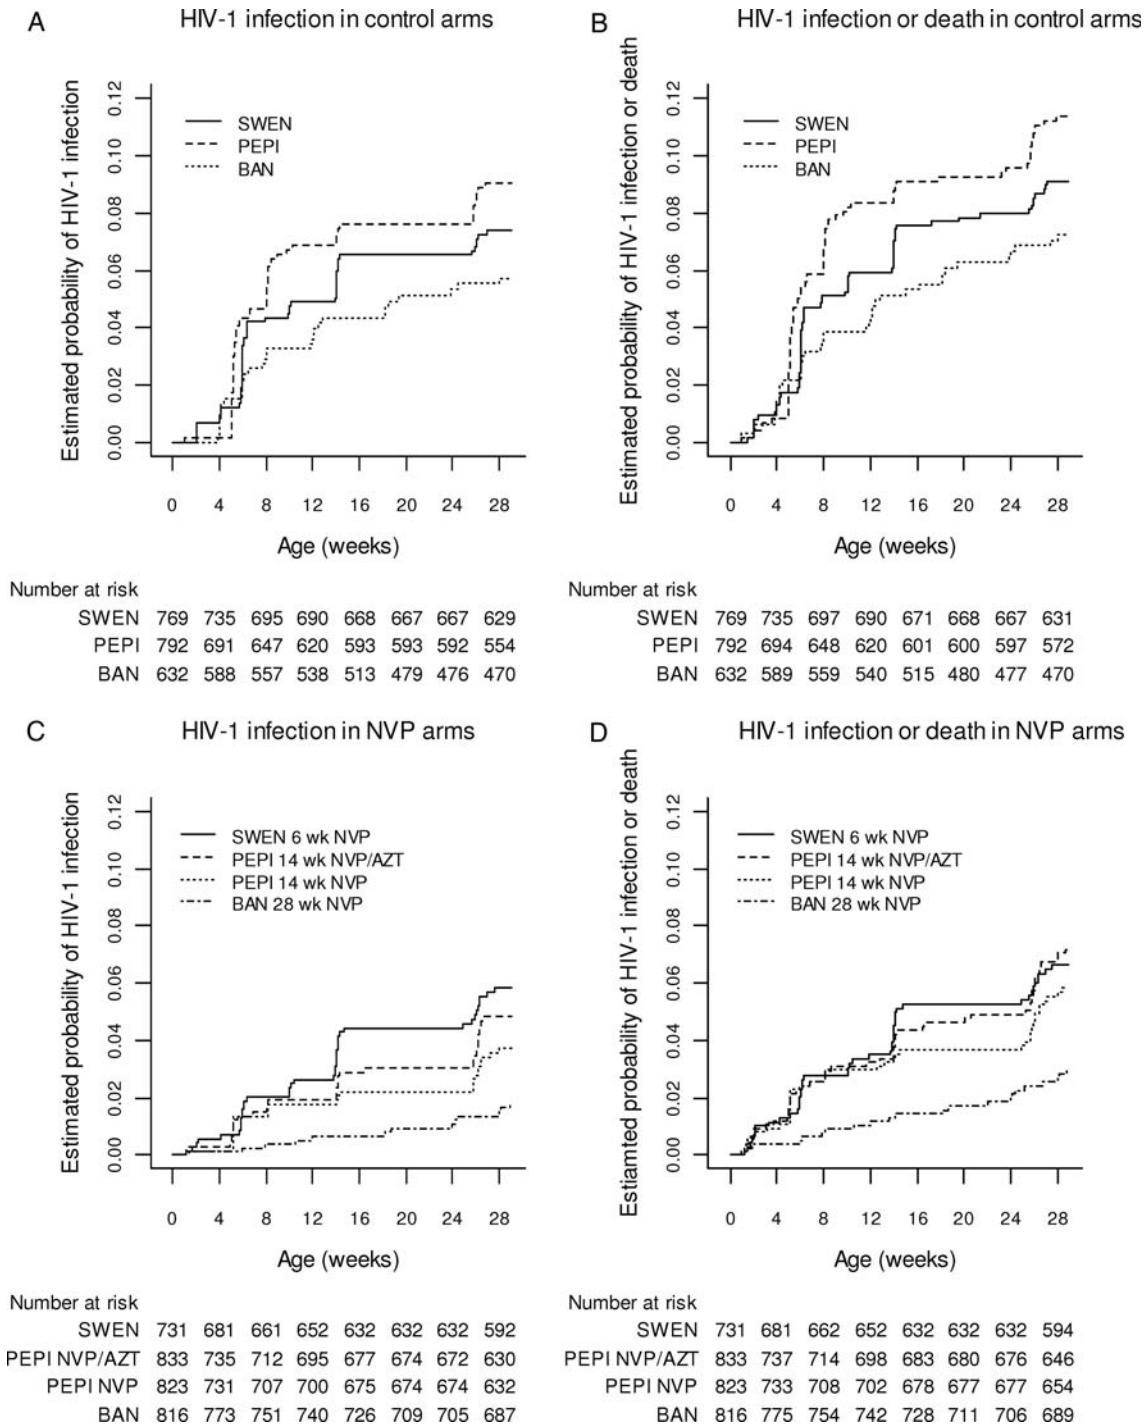 A HIV-1 infection in control arms
Estimated probability of HIV-1 infection
0.12
0.10
0.08
0.06
0.04
0.02
0.00
SWEN
PEPI
BAN
0 4 8 12 16 20 24 28
Age (weeks)
Number at risk
SWEN 769 735 695 690 668 667 667 629
PEPI 792 691 647 620 593 593 592 554
BAN 632 588 557 538 513 479 476 470
B HIV-1 infection or death in control arms
Estimated probability of HIV-1 infection or death
0.12
0.10
0.08
0.06
0.04
0.02
0.00
SWEN
PEPI
BAN
0 4 8 12 16 20 24 28
Age (weeks)
Number at risk
SWEN 769 735 697 690 671 668 667 631
PEPI 792 694 648 620 601 600 597 572
BAN 632 589 559 540 515 480 477 470
C HIV-1 infection in NVP arms
Estimated probability of HIV-1 infection
0.12
0.10
0.08
0.06
0.04
0.02
0.00
SWEN 6 wk NVP
PEPI 14 wk NVP/AZT
PEPI 14 wk NVP
BAN 28 wk NVP
0 4 8 12 16 20 24 28
Age (weeks)
Number at risk
SWEN 731 681 661 652 632 632 632 592
PEPI NVP/AZT 833 735 712 695 677 674 672 630
PEPI NVP 823 731 707 700 675 674 674 632
BAN 816 773 751 740 726 709 705 687
D HIV-1 infection or death in NVP arms
Estiamted probability of HIV-1 infection or death
0.12
0.10
0.08
0.06
0.04
0.02
0.00
SWEN 6 wk NVP
PEPI 14 wk NVP/AZT
PEPI 14 wk NVP
BAN 28 wk NVP
0 4 8 12 16 20 24 28
Age (weeks)
Number at risk
SWEN 731 681 662 652 632 632 632 594
PEPI NVP/AZT 833 737 714 698 683 680 676 646
PEPI NVP 823 733 708 702 678 677 677 654
BAN 816 775 754 742 728 711 706 689